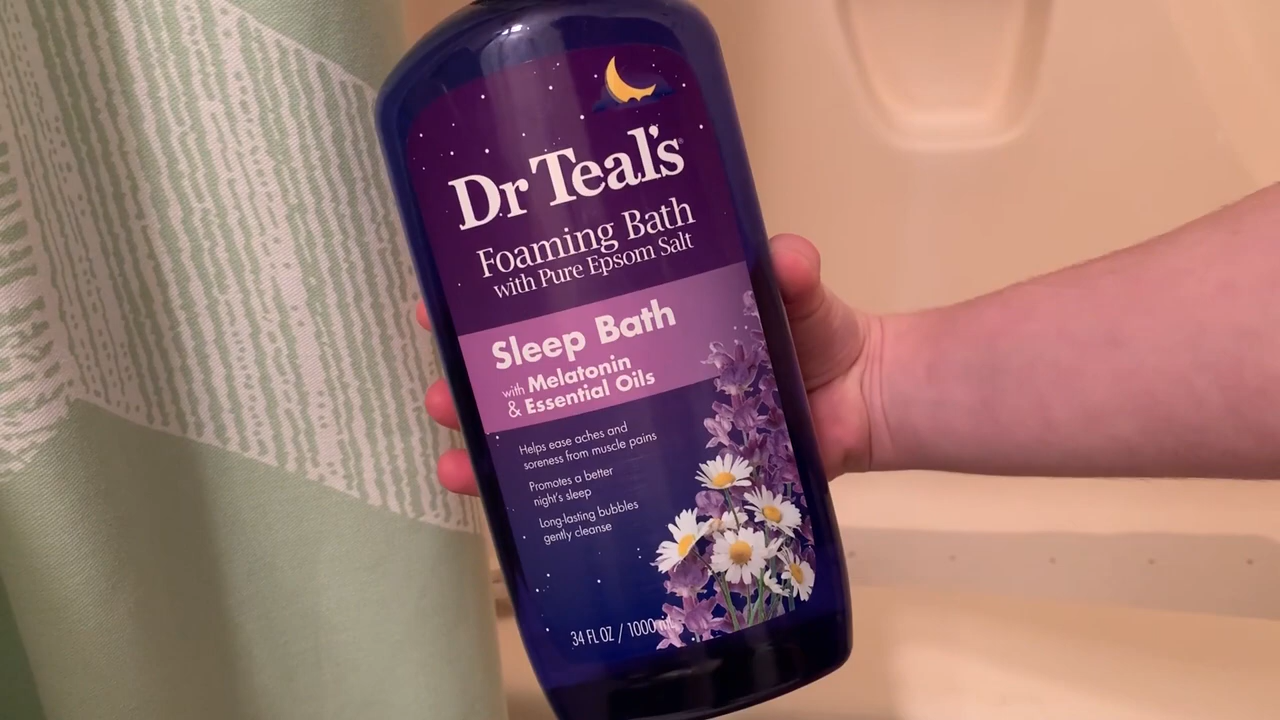 Dr Teal's
Foaming Bath
with Pure Epsom Salt
Sleep Bath
with Melatonin
& Essential Oils
Helps ease aches and
soreness from muscle pains
Promotes a better
night's sleep
Long-lasting bubbles
gently cleanse
34 FL OZ / 1000 mL